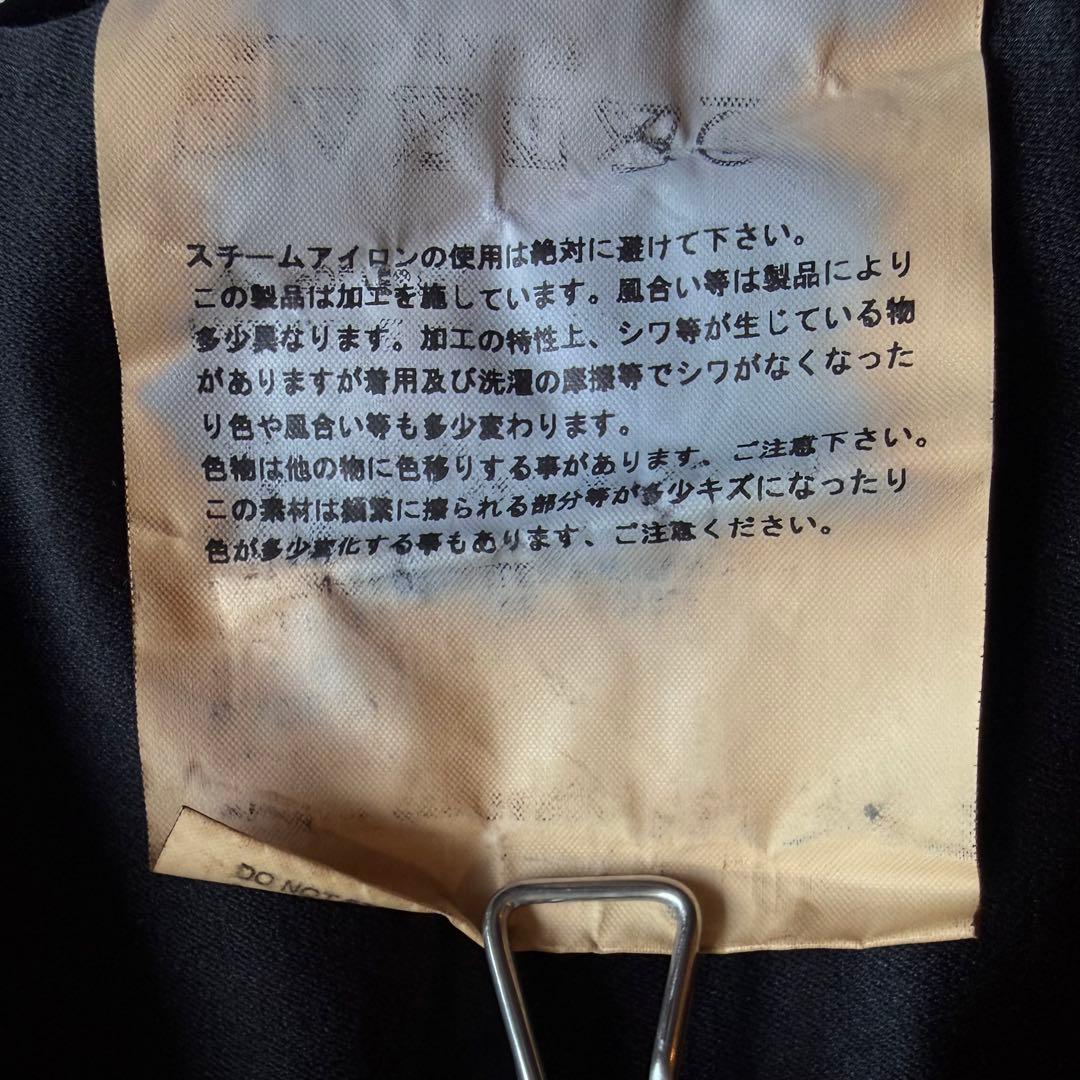 スチームアイロンの使用は絶対に避けて下さい。
この製品は加工を施しています。風合い等は製品により
多少異なります。加工の特性上、シワ等が生じている物
がありますが着用及び洗濯の摩擦等でシワがなくなった
り色や風合い等も多少変わります。
色物は他の物に色移りする事があります、ご注意下さい。
この素材は頻繁に擦られる部分等が多少キズになったり
色が多少変化する事もあります、ご注意ください。
DO NOT